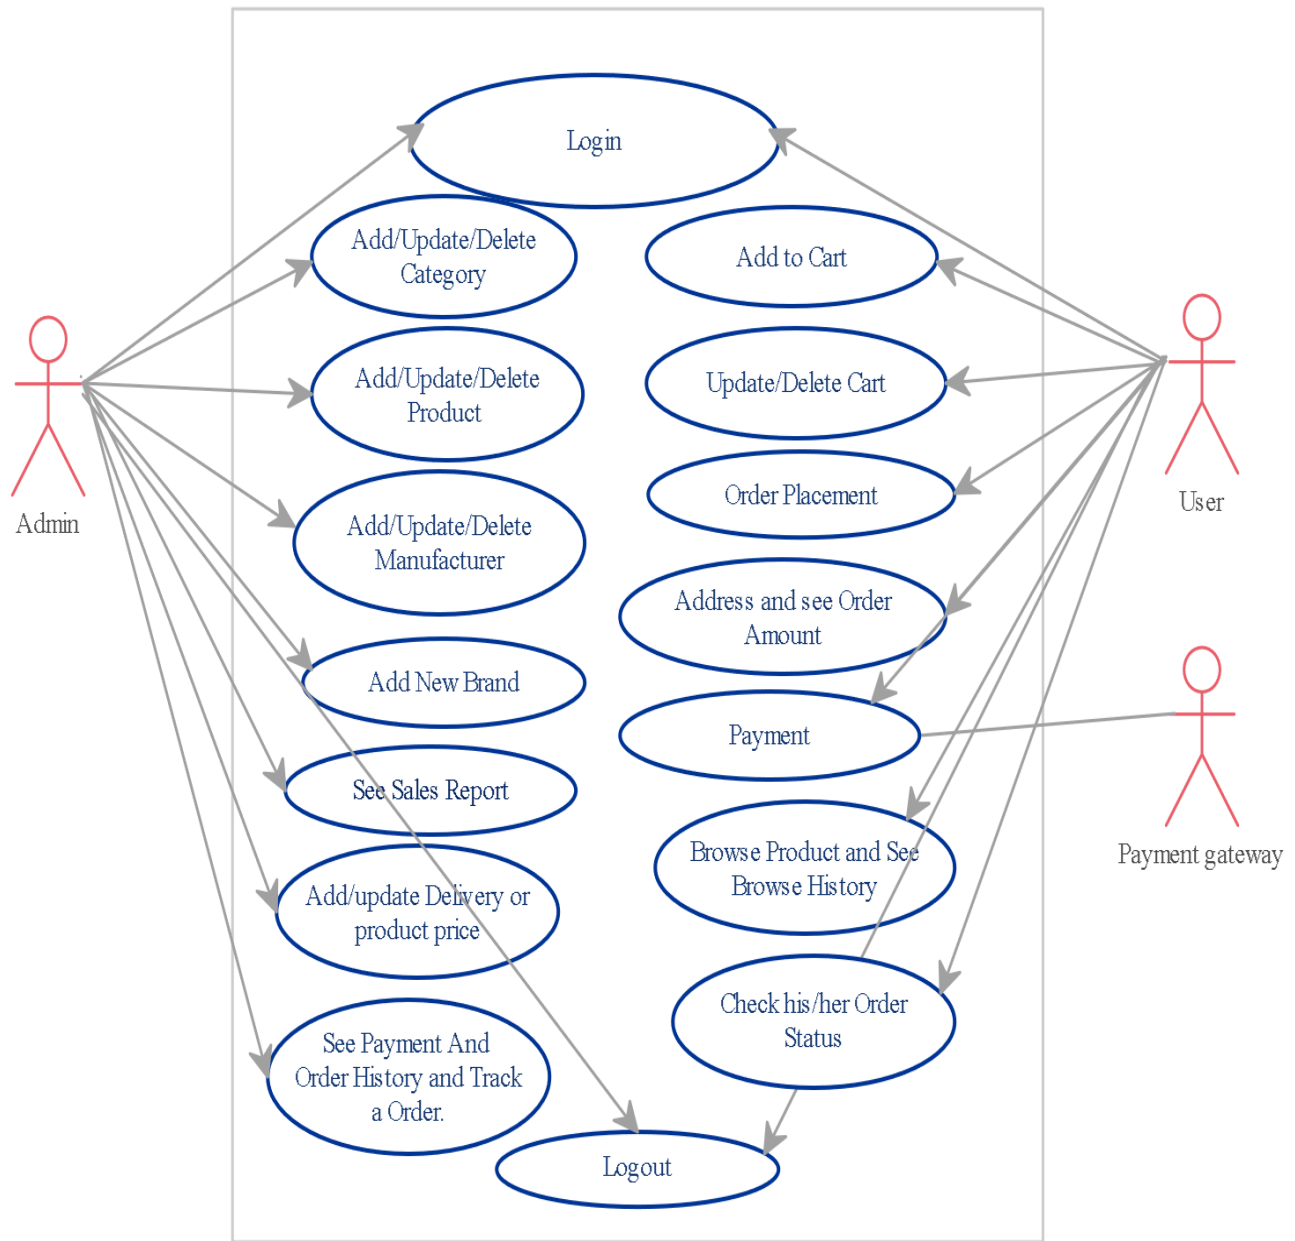 Login
Add/Update/Delete
Category
Add to Cart
Add/Update/Delete
Product
Update/Delete Cart
Admin
User
Add/Update/Delete
Manufacturer
Order Placement
Address and see Order
Amount
Add New Brand
Payment
See Sales Report
Payment gateway
Browse Product and See
Browse History
Add/update Delivery or
product price
Check his/her Order
Status
See Payment And
Order History and Track
a Order.
Logout